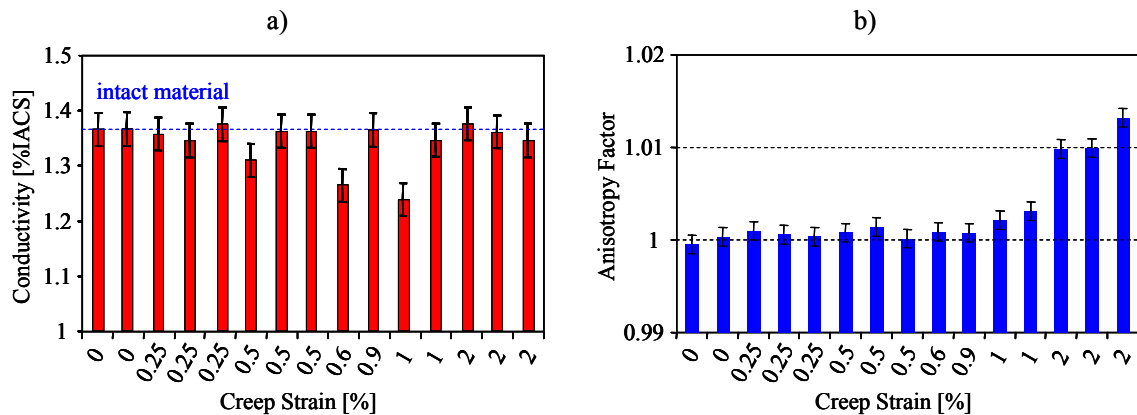 a)
Conductivity [%IACS]
1.5
1.4
1.3
1.2
1.1
1
intact material
0 0 0.25 0.25 0.25 0.5 0.5 0.5 0.6 0.9 1 1 2 2 2
Creep Strain [%]
b)
Anisotropy Factor
1.02
1.01
1
0.99
0 0 0.25 0.25 0.25 0.5 0.5 0.5 0.6 0.9 1 1 2 2 2
Creep Strain [%]